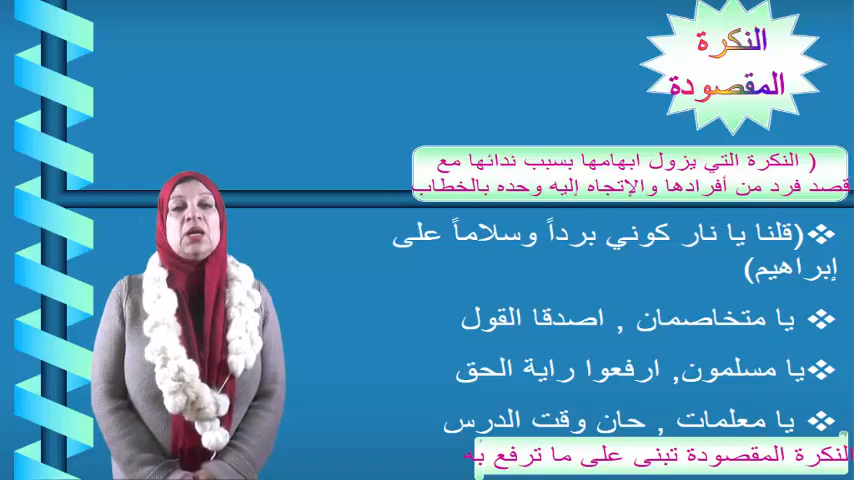 النكرة
المقصودة
( النكرة التي يزول ابهامها بسبب ندائها مع
قصد فرد من أفرادها والإتجاه إليه وحده بالخطاب
(قلنا يا نار كوني برداً وسلاماً على
إبراهيم)
يا متخاصمان , اصدقا القول
يا مسلمون, ارفعوا راية الحق
يا معلمات , حان وقت الدرس
النكرة المقصودة تبنى على ما ترفع به